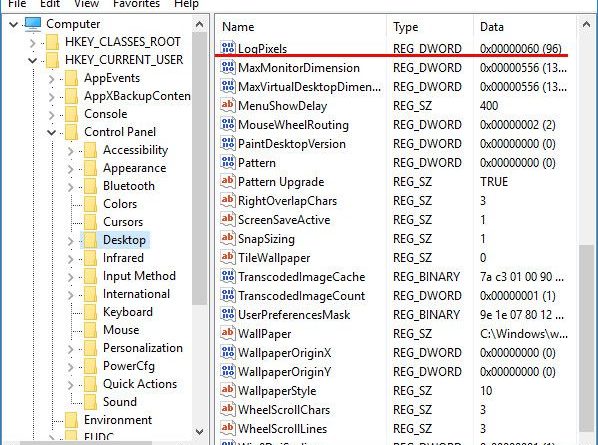 File Edit View Favorites Help
Computer
HKEY_CLASSES_ROOT
HKEY_CURRENT_USER
AppEvents
AppXBackupConten
Console
Control Panel
Accessibility
Appearance
Bluetooth
Colors
Cursors
Desktop
Infrared
Input Method
International
Keyboard
Mouse
Personalization
PowerCfg
Quick Actions
Sound
Environment
EUDC
Name Type Data
LogPixels REG_DWORD 0x00000060 (96)
MaxMonitorDimension REG_DWORD 0x00000556 (13...
MaxVirtualDesktopDimen... REG_DWORD 0x00000556 (13...
MenuShowDelay REG_SZ 400
MouseWheelRouting REG_DWORD 0x00000002 (2)
PaintDesktopVersion REG_DWORD 0x00000000 (0)
Pattern REG_DWORD 0x00000000 (0)
Pattern Upgrade REG_SZ TRUE
RightOverlapChars REG_SZ 3
ScreenSaveActive REG_SZ 1
SnapSizing REG_SZ 1
TileWallpaper REG_SZ 0
TranscodedImageCache REG_BINARY 7a c3 01 00 90 ...
TranscodedImageCount REG_DWORD 0x00000001 (1)
UserPreferencesMask REG_BINARY 9e 1e 07 80 12 ...
WallPaper REG_SZ C:\Windows\w...
WallpaperOriginX REG_DWORD 0x00000000 (0)
WallpaperOriginY REG_DWORD 0x00000000 (0)
WallpaperStyle REG_SZ 10
WheelScrollChars REG_SZ 3
WheelScrollLines REG_SZ 3